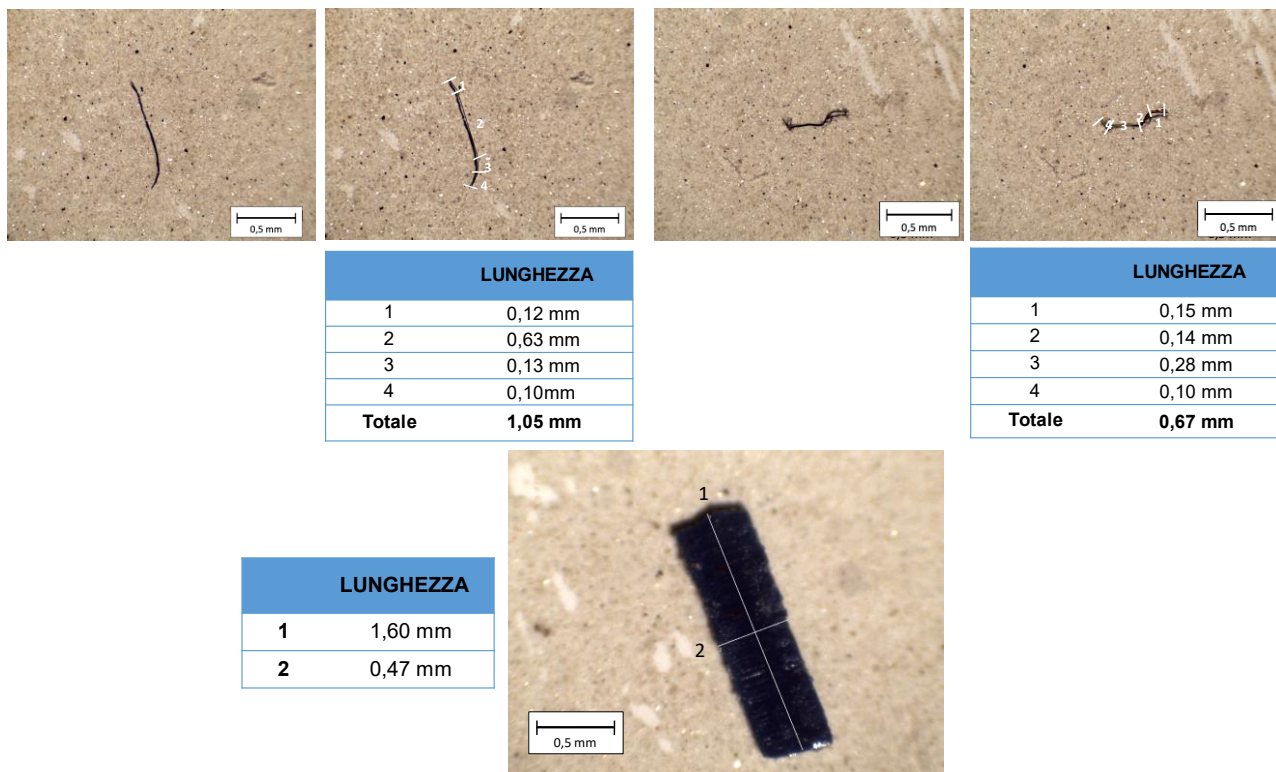 1
2
3
4
0,5 mm
0,5 mm
0,5 mm
4
3
2
1
0,5 mm
LUNGHEZZA
1 0,12 mm
2 0,63 mm
3 0,13 mm
4 0,10mm
Totale 1,05 mm
LUNGHEZZA
1 0,15 mm
2 0,14 mm
3 0,28 mm
4 0,10 mm
Totale 0,67 mm
LUNGHEZZA
1 1,60 mm
2 0,47 mm
1
2
0,5 mm